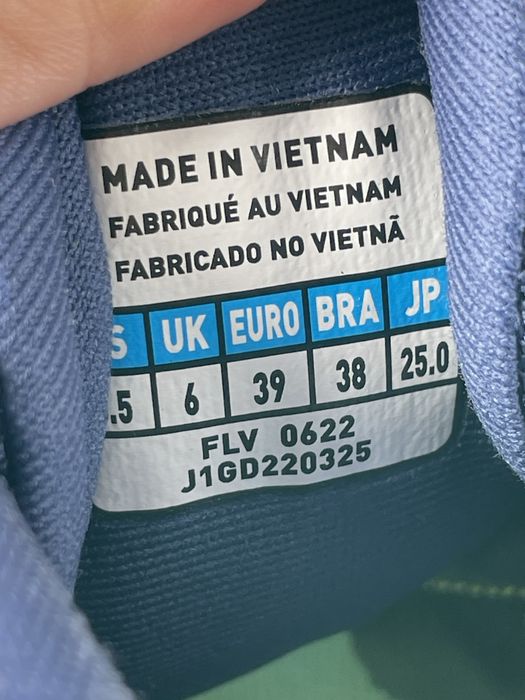 MADE IN VIETNAM
FABRIQUÉ AU VIETNAM
FABRICADO NO VIETNÃ
S UK EURO BRA JP
.5 6 39 38 25.0
FLV 0622
J1GD220325